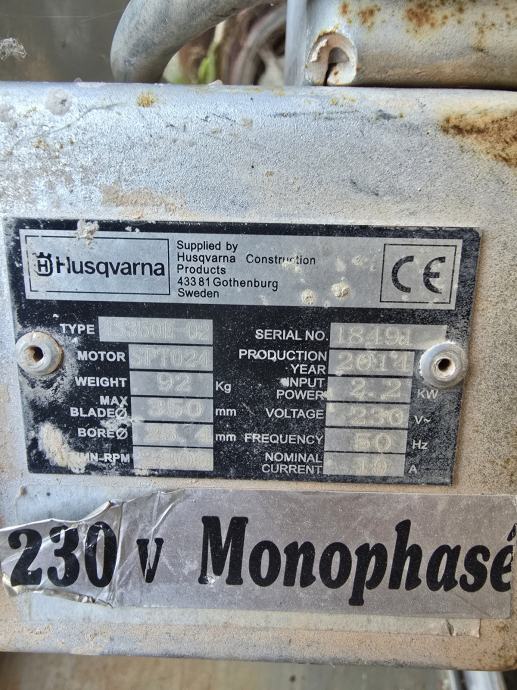 Husqvarna
Supplied by
Husqvarna Construction
Products
433 81 Gothenburg
Sweden
CE
TYPE
MOTOR
WEIGHT 92 Kg
MAX
BLADEØ 350 mm
BOREØ mm
SERIAL NO.
PRODUCTION
YEAR 2014
INPUT
POWER 2.2 KW
VOLTAGE 230 V~
FREQUENCY 50 Hz
NOMINAL
CURRENT 10 A
230 v Monophasé